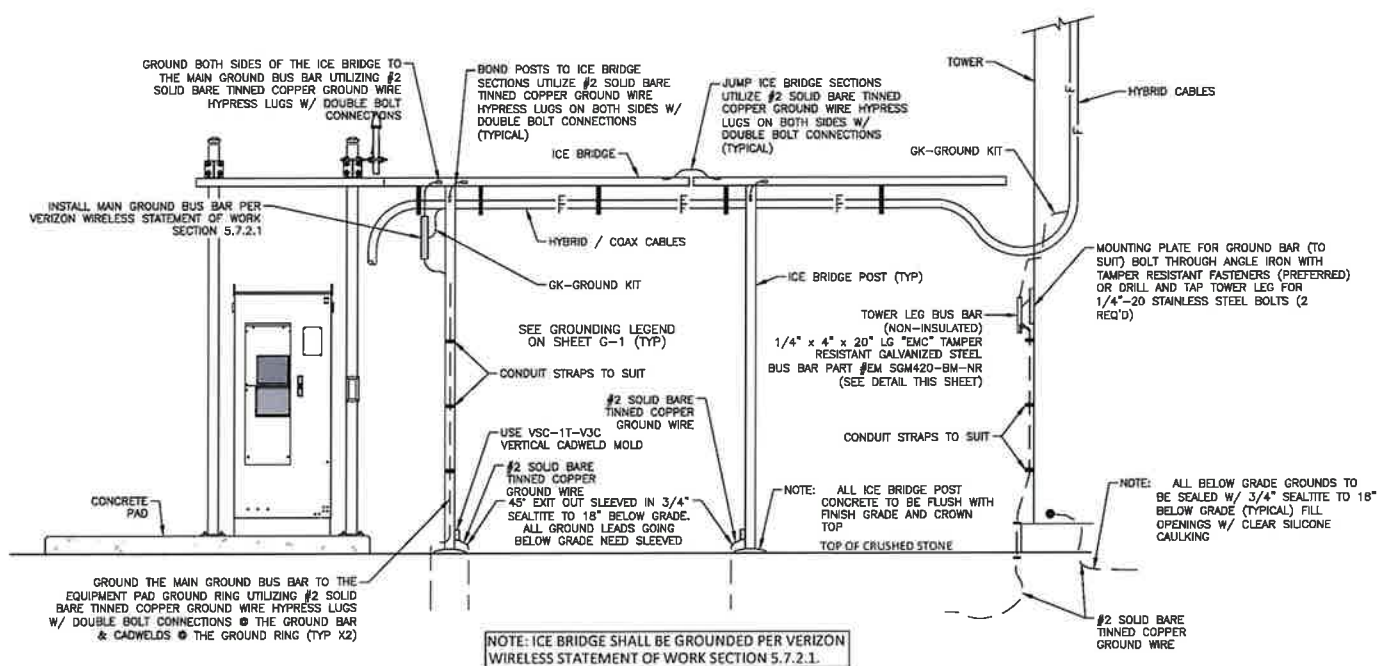 GROUND BOTH SIDES OF THE ICE BRIDGE TO
THE MAIN GROUND BUS BAR UTILIZING #2
SOLID BARE TINNED COPPER GROUND WIRE
HYPRESS LUGS W/ DOUBLE BOLT
CONNECTIONS
BOND POSTS TO ICE BRIDGE
SECTIONS UTILIZE #2 SOLID BARE
TINNED COPPER GROUND WIRE
HYPRESS LUGS ON BOTH SIDES W/
DOUBLE BOLT CONNECTIONS
(TYPICAL)
JUMP ICE BRIDGE SECTIONS
UTILIZE #2 SOLID BARE TINNED
COPPER GROUND WIRE HYPRESS
LUGS ON BOTH SIDES W/
DOUBLE BOLT CONNECTIONS
(TYPICAL)
TOWER
HYBRID CABLES
F
F
GK-GROUND KIT
ICE BRIDGE
INSTALL MAIN GROUND BUS BAR PER
VERIZON WIRELESS STATEMENT OF WORK
SECTION 5.7.2.1
F
F
F
HYBRID / COAX CABLES
GK-GROUND KIT
ICE BRIDGE POST (TYP)
MOUNTING PLATE FOR GROUND BAR (TO
SUIT) BOLT THROUGH ANGLE IRON WITH
TAMPER RESISTANT FASTENERS (PREFERRED)
OR DRILL AND TAP TOWER LEG FOR
1/4"-20 STAINLESS STEEL BOLTS (2
REQ'D)
SEE GROUNDING LEGEND
ON SHEET G-1 (TYP)
TOWER LEG BUS BAR
(NON-INSULATED)
1/4" x 4" x 20" LG "EMC" TAMPER
RESISTANT GALVANIZED STEEL
BUS BAR PART #EM SGM420-BM-NR
(SEE DETAIL THIS SHEET)
CONDUIT STRAPS TO SUIT
#2 SOLID BARE
TINNED COPPER
GROUND WIRE
USE VSC-1T-V3C
VERTICAL CADWELD MOLD
CONDUIT STRAPS TO SUIT
#2 SOLID BARE
TINNED COPPER
GROUND WIRE
45° EXIT OUT SLEEVED IN 3/4"
SEALTITE TO 18" BELOW GRADE.
ALL GROUND LEADS GOING
BELOW GRADE NEED SLEEVED
CONCRETE
PAD
NOTE: ALL ICE BRIDGE POST
CONCRETE TO BE FLUSH WITH
FINISH GRADE AND CROWN
TOP
TOP OF CRUSHED STONE
NOTE: ALL BELOW GRADE GROUNDS TO
BE SEALED W/ 3/4" SEALTITE TO 18"
BELOW GRADE (TYPICAL) FILL
OPENINGS W/ CLEAR SILICONE
CAULKING
GROUND THE MAIN GROUND BUS BAR TO THE
EQUIPMENT PAD GROUND RING UTILIZING #2 SOLID
BARE TINNED COPPER GROUND WIRE HYPRESS LUGS
W/ DOUBLE BOLT CONNECTIONS @ THE GROUND BAR
& CADWELDS @ THE GROUND RING (TYP X2)
#2 SOLID BARE
TINNED COPPER
GROUND WIRE
NOTE: ICE BRIDGE SHALL BE GROUNDED PER VERIZON
WIRELESS STATEMENT OF WORK SECTION 5.7.2.1.